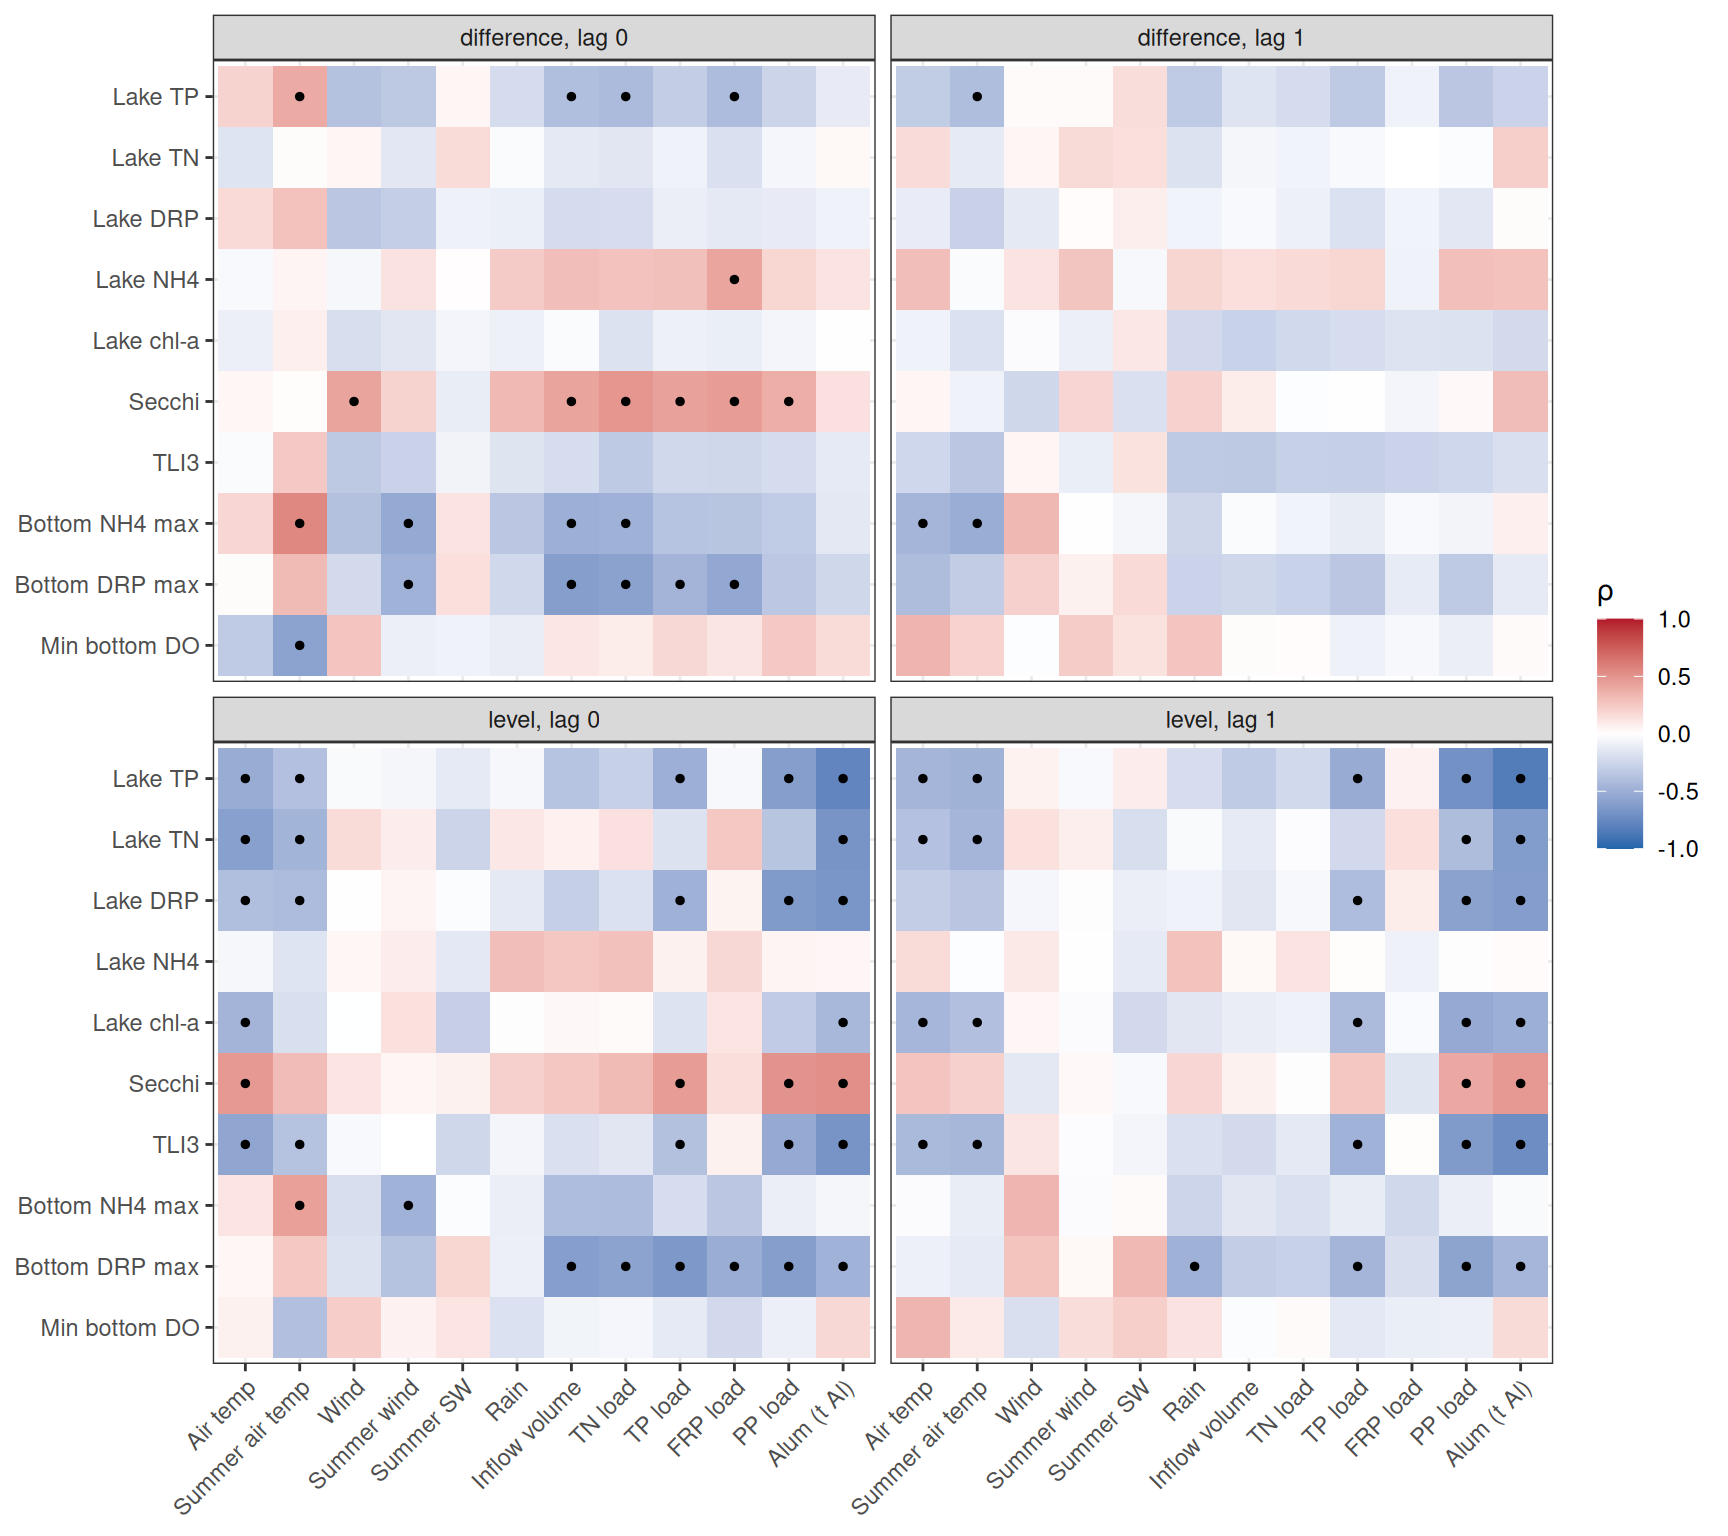 difference, lag 0
difference, lag 1
Lake TP
Lake TN
Lake DRP
Lake NH4
Lake chl-a
Secchi
TLI3
Bottom NH4 max
Bottom DRP max
Min bottom DO
ρ
1.0
0.5
0.0
-0.5
-1.0
level, lag 0
level, lag 1
Lake TP
Lake TN
Lake DRP
Lake NH4
Lake chl-a
Secchi
TLI3
Bottom NH4 max
Bottom DRP max
Min bottom DO
Air temp
Summer air temp
Wind
Summer wind
Summer SW
Rain
Inflow volume
TN load
TP load
FRP load
PP load
Alum (t Al)
Air temp
Summer air temp
Wind
Summer wind
Summer SW
Rain
Inflow volume
TN load
TP load
FRP load
PP load
Alum (t Al)